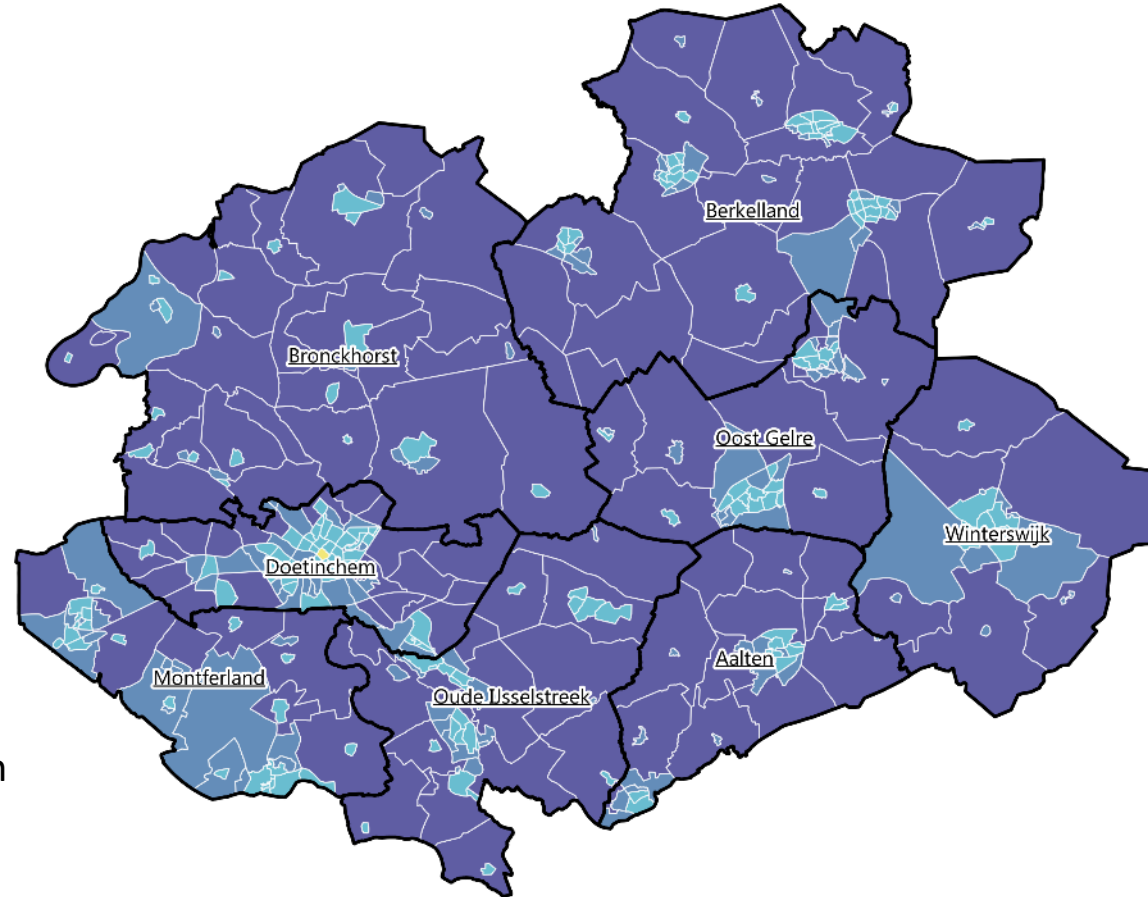 Berkelland
Bronckhorst
Oost Gelre
Winterswijk
Doetinchem
Aalten
Montferland
Oude IJsselstreek
n